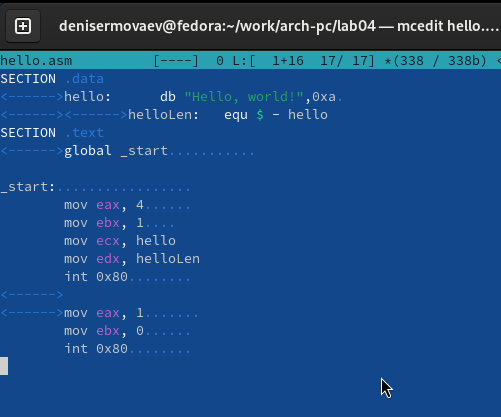 denisermovaev@fedora:~/work/arch-pc/lab04 — mcedit hello....
hello.asm [----] 0 L:[ 1+16 17/ 17] *(338 / 338b) <
SECTION .data
<------>hello: db "Hello, world!",0xa.
<------><------>helloLen: equ $ - hello
SECTION .text
<------>global _start...........
_start:.................
mov eax, 4......
mov ebx, 1....
mov ecx, hello
mov edx, helloLen
int 0x80........
<------>
<------>mov eax, 1.......
mov ebx, 0......
int 0x80........